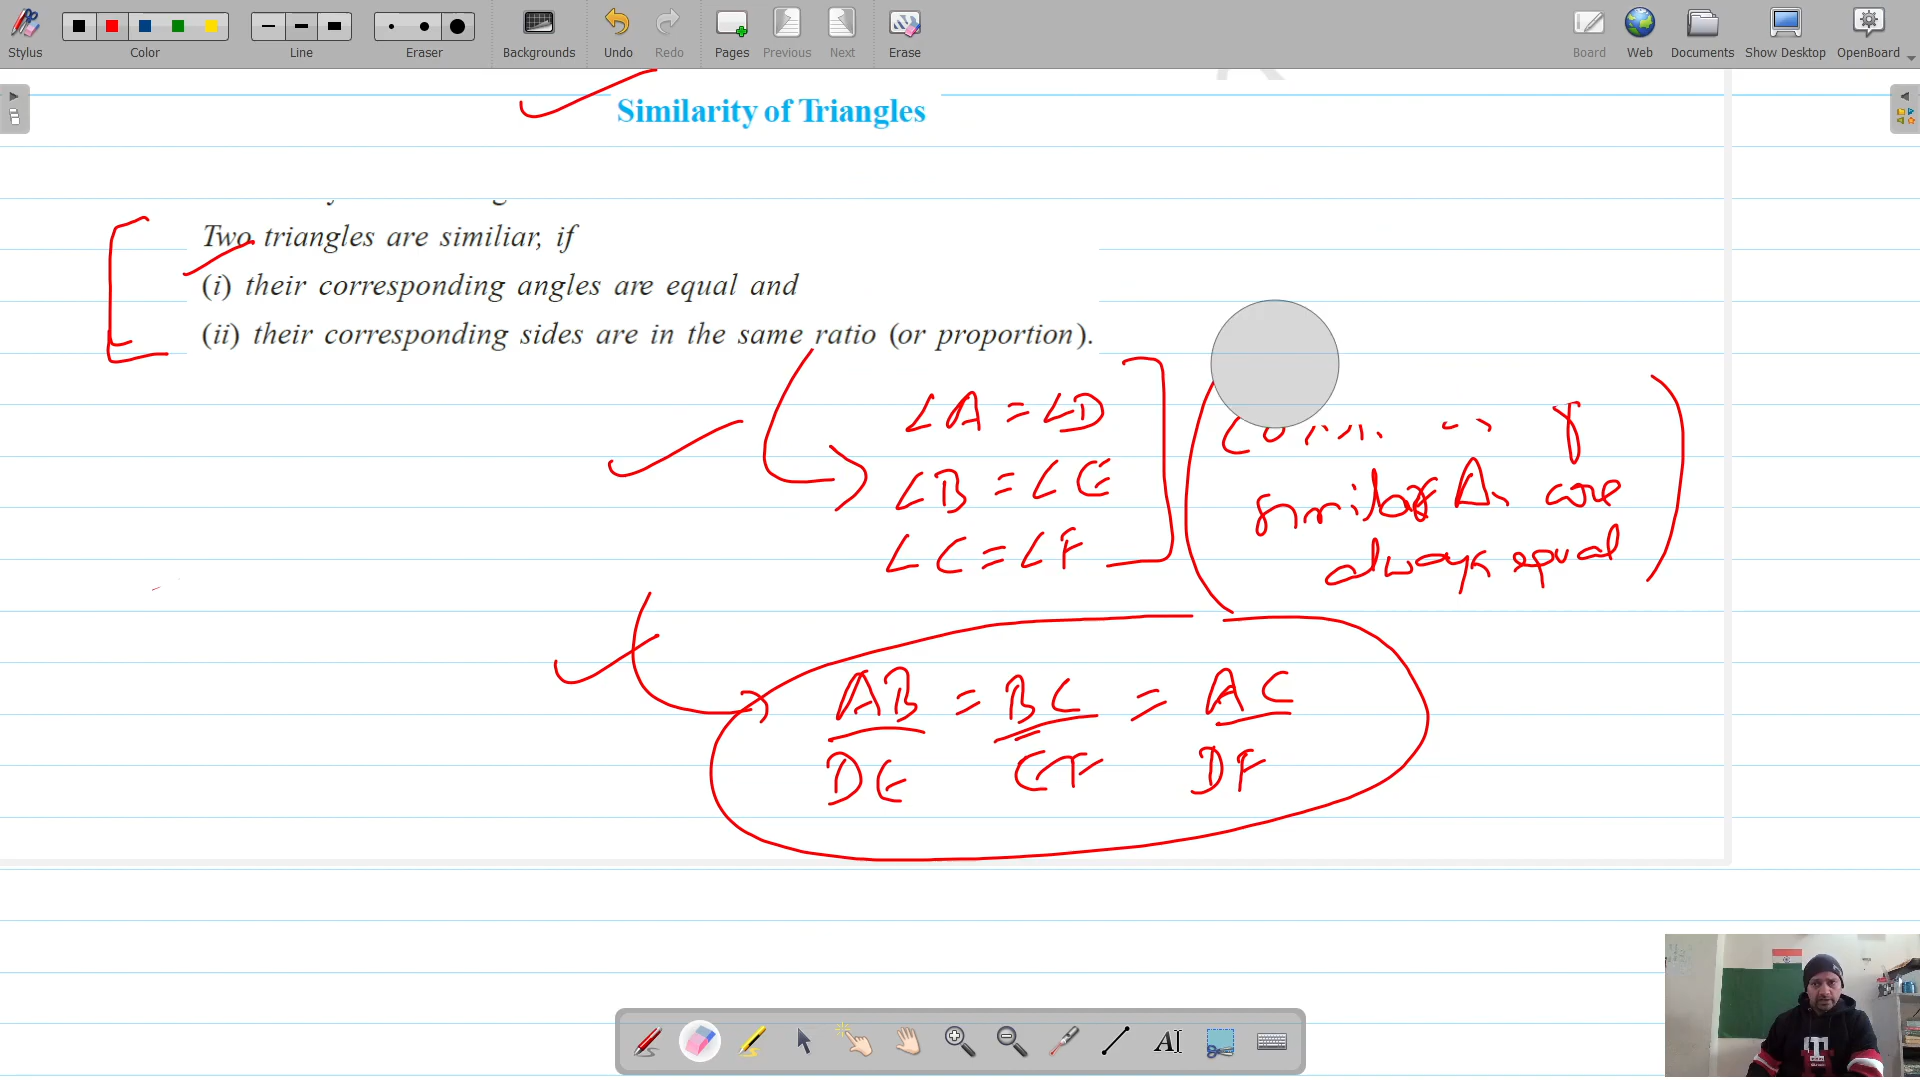 Stylus
Color
Line
Eraser
Backgrounds
Undo
Redo
Pages
Previous
Next
Erase
Board
Web
Documents
Show Desktop
OpenBoard
Similarity of Triangles
Two triangles are similiar, if
(i) their corresponding angles are equal and
(ii) their corresponding sides are in the same ratio (or proportion).
∠A = ∠D
∠B = ∠E
∠C = ∠F
similar Δs are
always equal
AB = BC = AC
DE EF DF